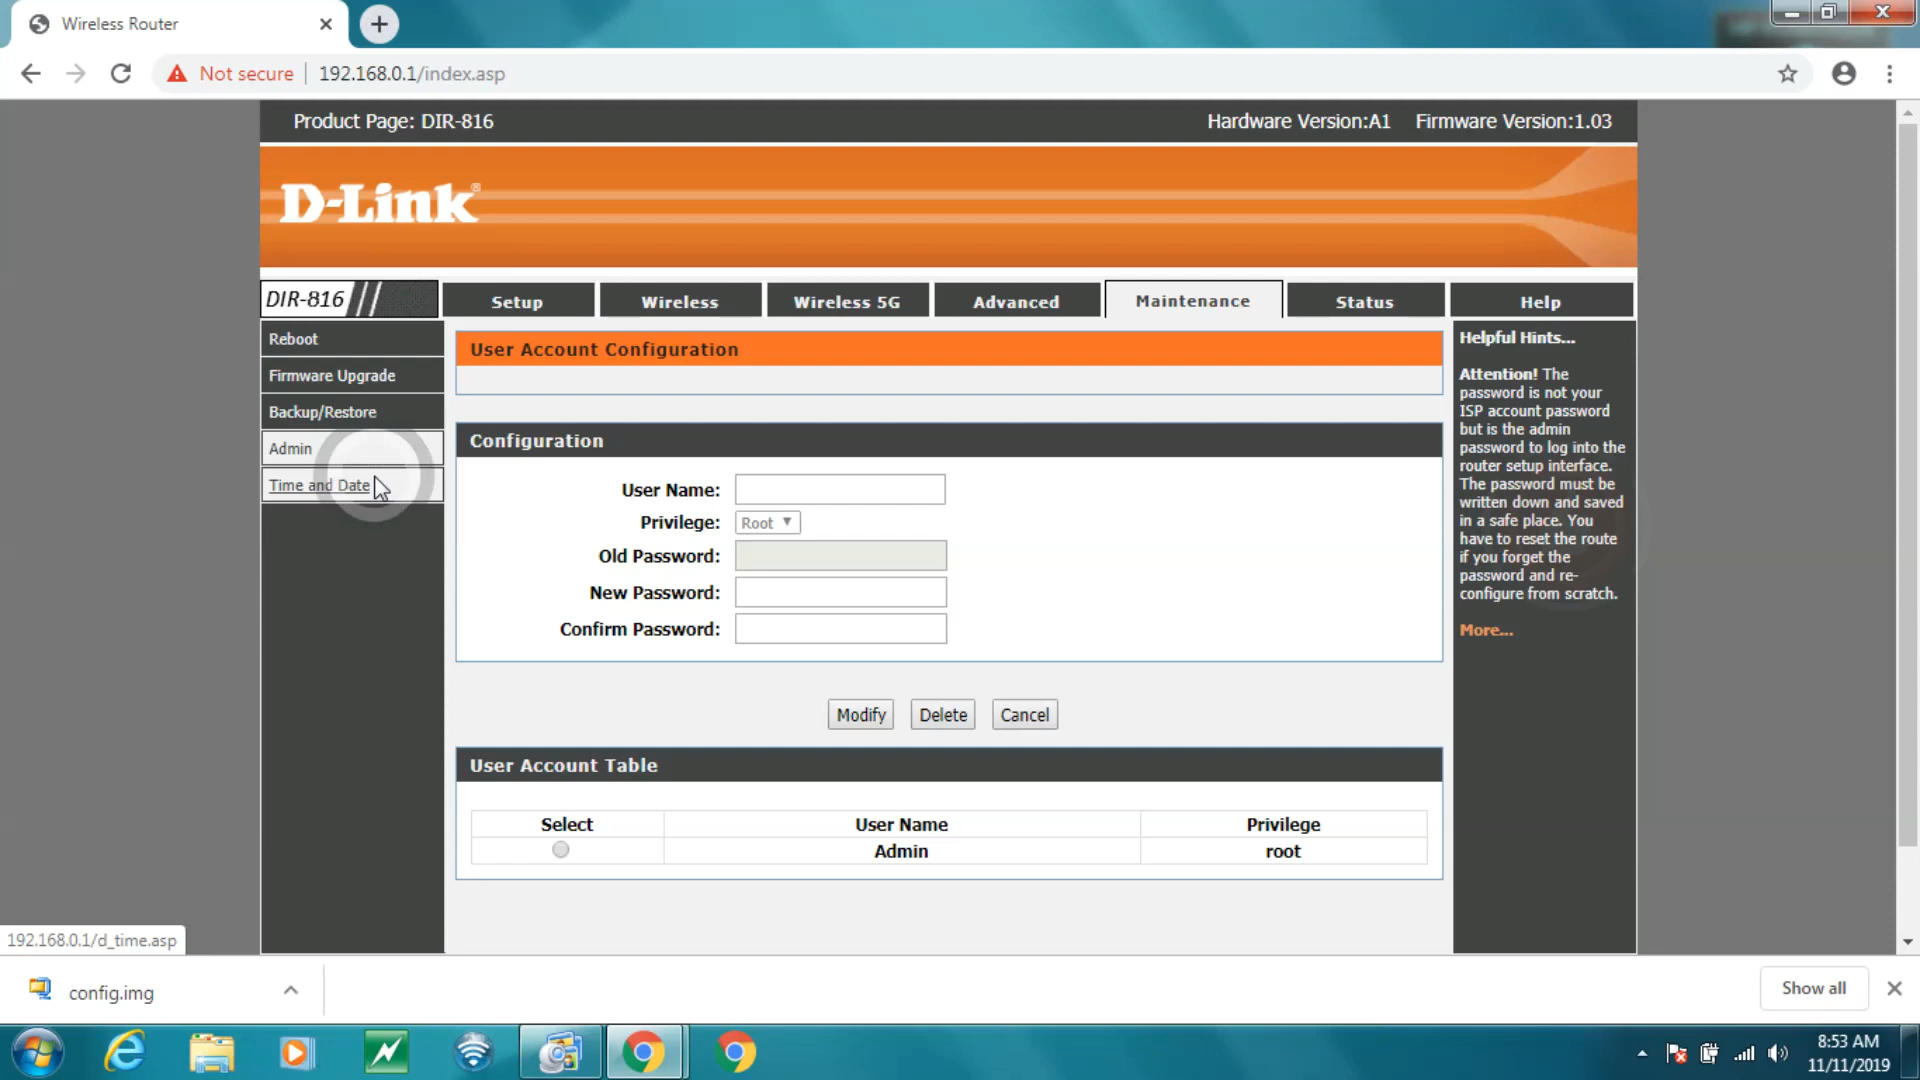 Wireless Router
Not secure 192.168.0.1/index.asp
Product Page: DIR-816 Hardware Version:A1 Firmware Version:1.03
D-Link®
DIR-816 Setup Wireless Wireless 5G Advanced Maintenance Status Help
Reboot
Firmware Upgrade
Backup/Restore
Admin
Time and Date
User Account Configuration
Configuration
User Name:
Privilege: Root
Old Password:
New Password:
Confirm Password:
Modify Delete Cancel
User Account Table
Select User Name Privilege
Admin root
Helpful Hints...
Attention! The
password is not your
ISP account password
but is the admin
password to log into the
router setup interface.
The password must be
written down and saved
in a safe place. You
have to reset the route
if you forget the
password and re-
configure from scratch.
More...
192.168.0.1/d_time.asp
config.img Show all
8:53 AM
11/11/2019